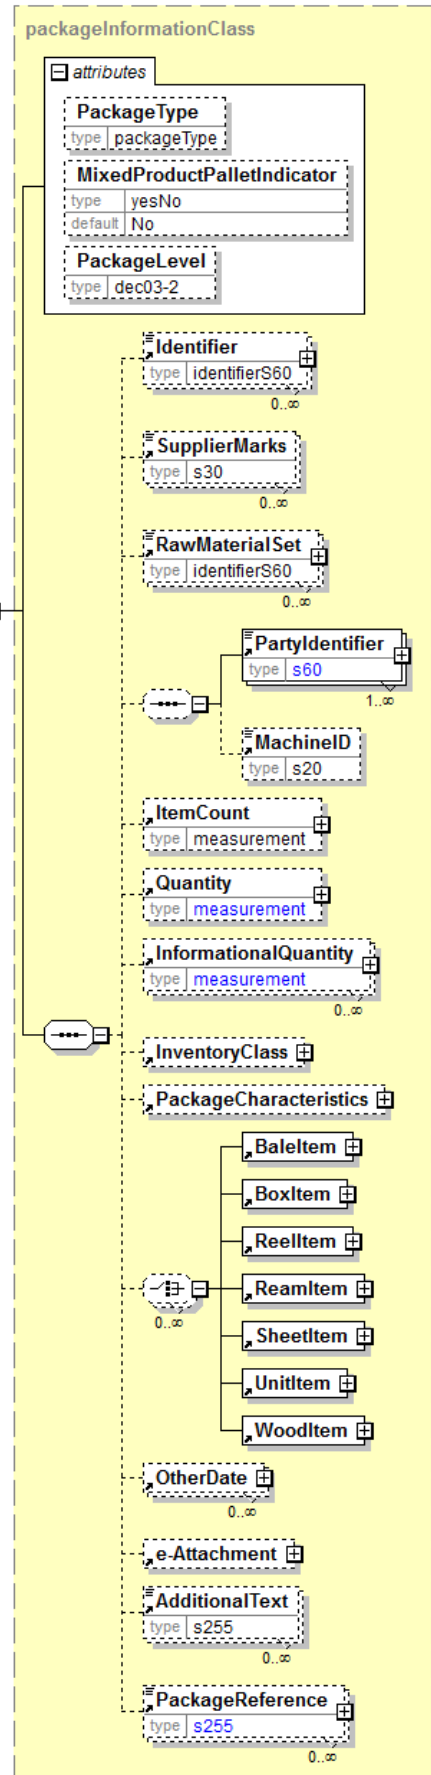 packageInformationClass
attributes
PackageType
type packageType
MixedProductPalletIndicator
type yesNo
default No
PackageLevel
type dec03-2
Identifier
type identifierS60
0..∞
SupplierMarks
type s30
0..∞
RawMaterialSet
type identifierS60
0..∞
PartyIdentifier
type s60
1..∞
MachineID
type s20
ItemCount
type measurement
Quantity
type measurement
InformationalQuantity
type measurement
0..∞
InventoryClass
PackageCharacteristics
BaleItem
BoxItem
ReelItem
ReamItem
0..∞
SheetItem
UnitItem
WoodItem
OtherDate
0..∞
e-Attachment
AdditionalText
type s255
0..∞
PackageReference
type s255
0..∞